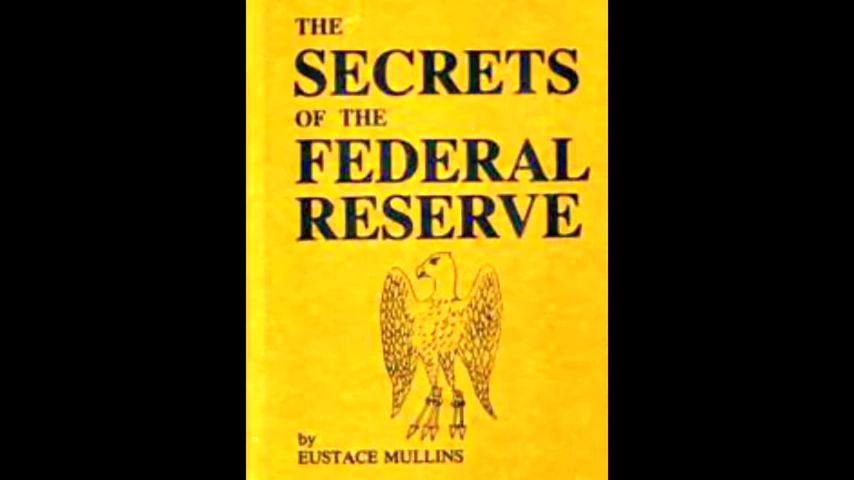 THE
SECRETS
OF THE
FEDERAL
RESERVE
by
EUSTACE MULLINS